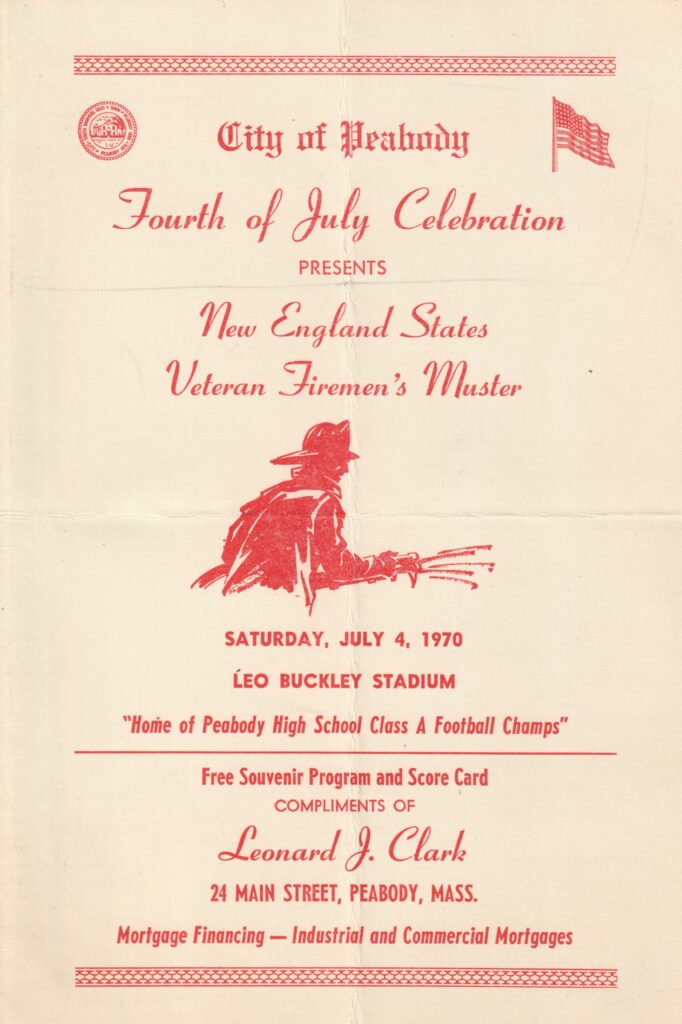 City of Peabody
Fourth of July Celebration
PRESENTS
New England States
Veteran Firemen's Muster
SATURDAY, JULY 4, 1970
LEO BUCKLEY STADIUM
"Home of Peabody High School Class A Football Champs"
Free Souvenir Program and Score Card
COMPLIMENTS OF
Leonard J. Clark
24 MAIN STREET, PEABODY, MASS.
Mortgage Financing — Industrial and Commercial Mortgages